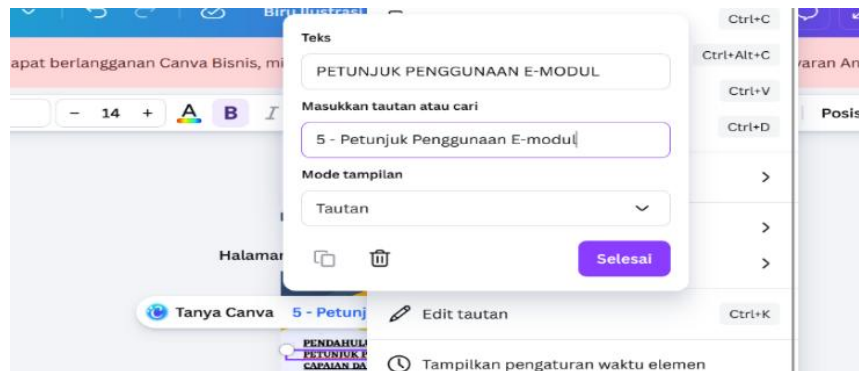 Biru Ilustrasi
Ctrl+C
Teks
apat berlangganan Canva Bisnis, mi
Ctrl+Alt+C
varan An
PETUNJUK PENGGUNAAN E-MODUL
Ctrl+V
Masukkan tautan atau cari
- 14 + A B I
Posis
5 - Petunjuk Penggunaan E-modul
Ctrl+D
Mode tampilan
Tautan
Halaman
Selesai
Tanya Canva
5 - Petunj
Edit tautan
Ctrl+K
PENDAHULU
PETUNJUK P
CAPAIAN DA
Tampilkan pengaturan waktu elemen